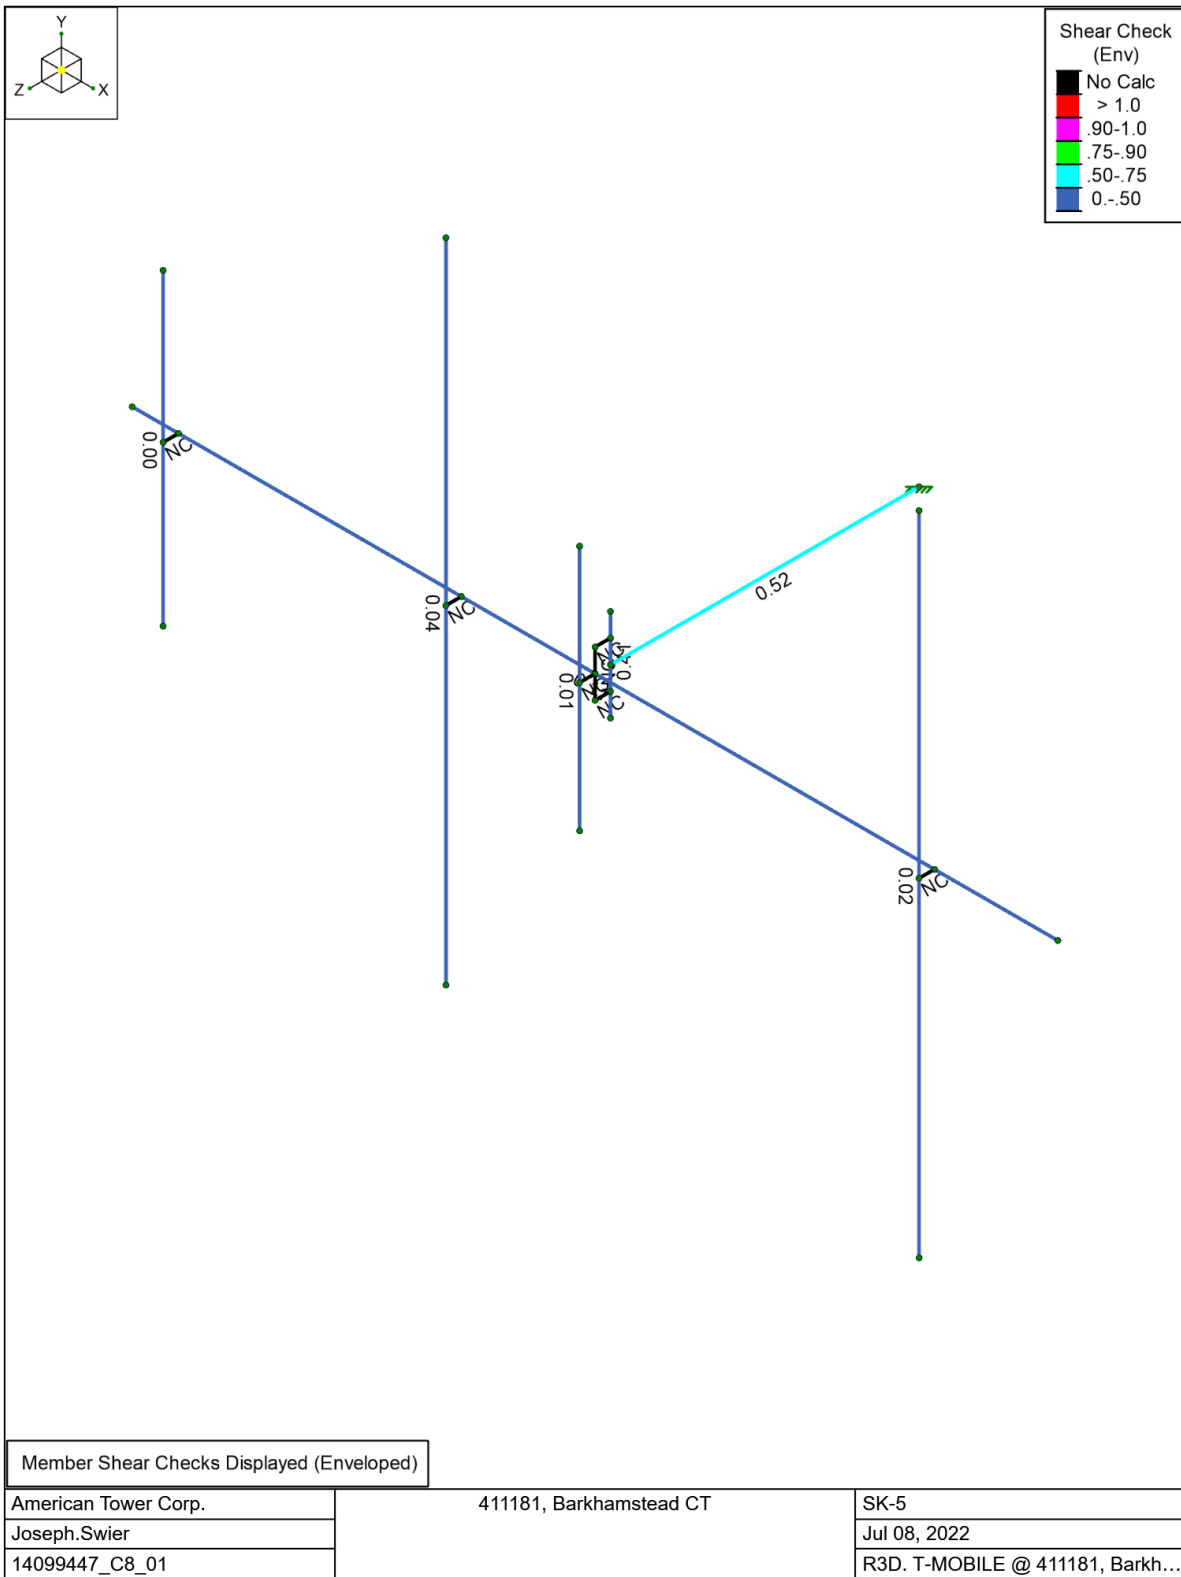 Y
Z
X
Shear Check
(Env)
No Calc
> 1.0
.90-1.0
.75-.90
.50-.75
0.-.50
0.00
NC
0.04
NC
0.52
0.01
NC
NC
0.02
NC
Member Shear Checks Displayed (Enveloped)
American Tower Corp.
411181, Barkhamstead CT
SK-5
Joseph.Swier
Jul 08, 2022
14099447_C8_01
R3D. T-MOBILE @ 411181, Barkh...